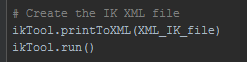 # Create the IK XML file
ikTool.printToXML(XML_IK_file)
ikTool.run()